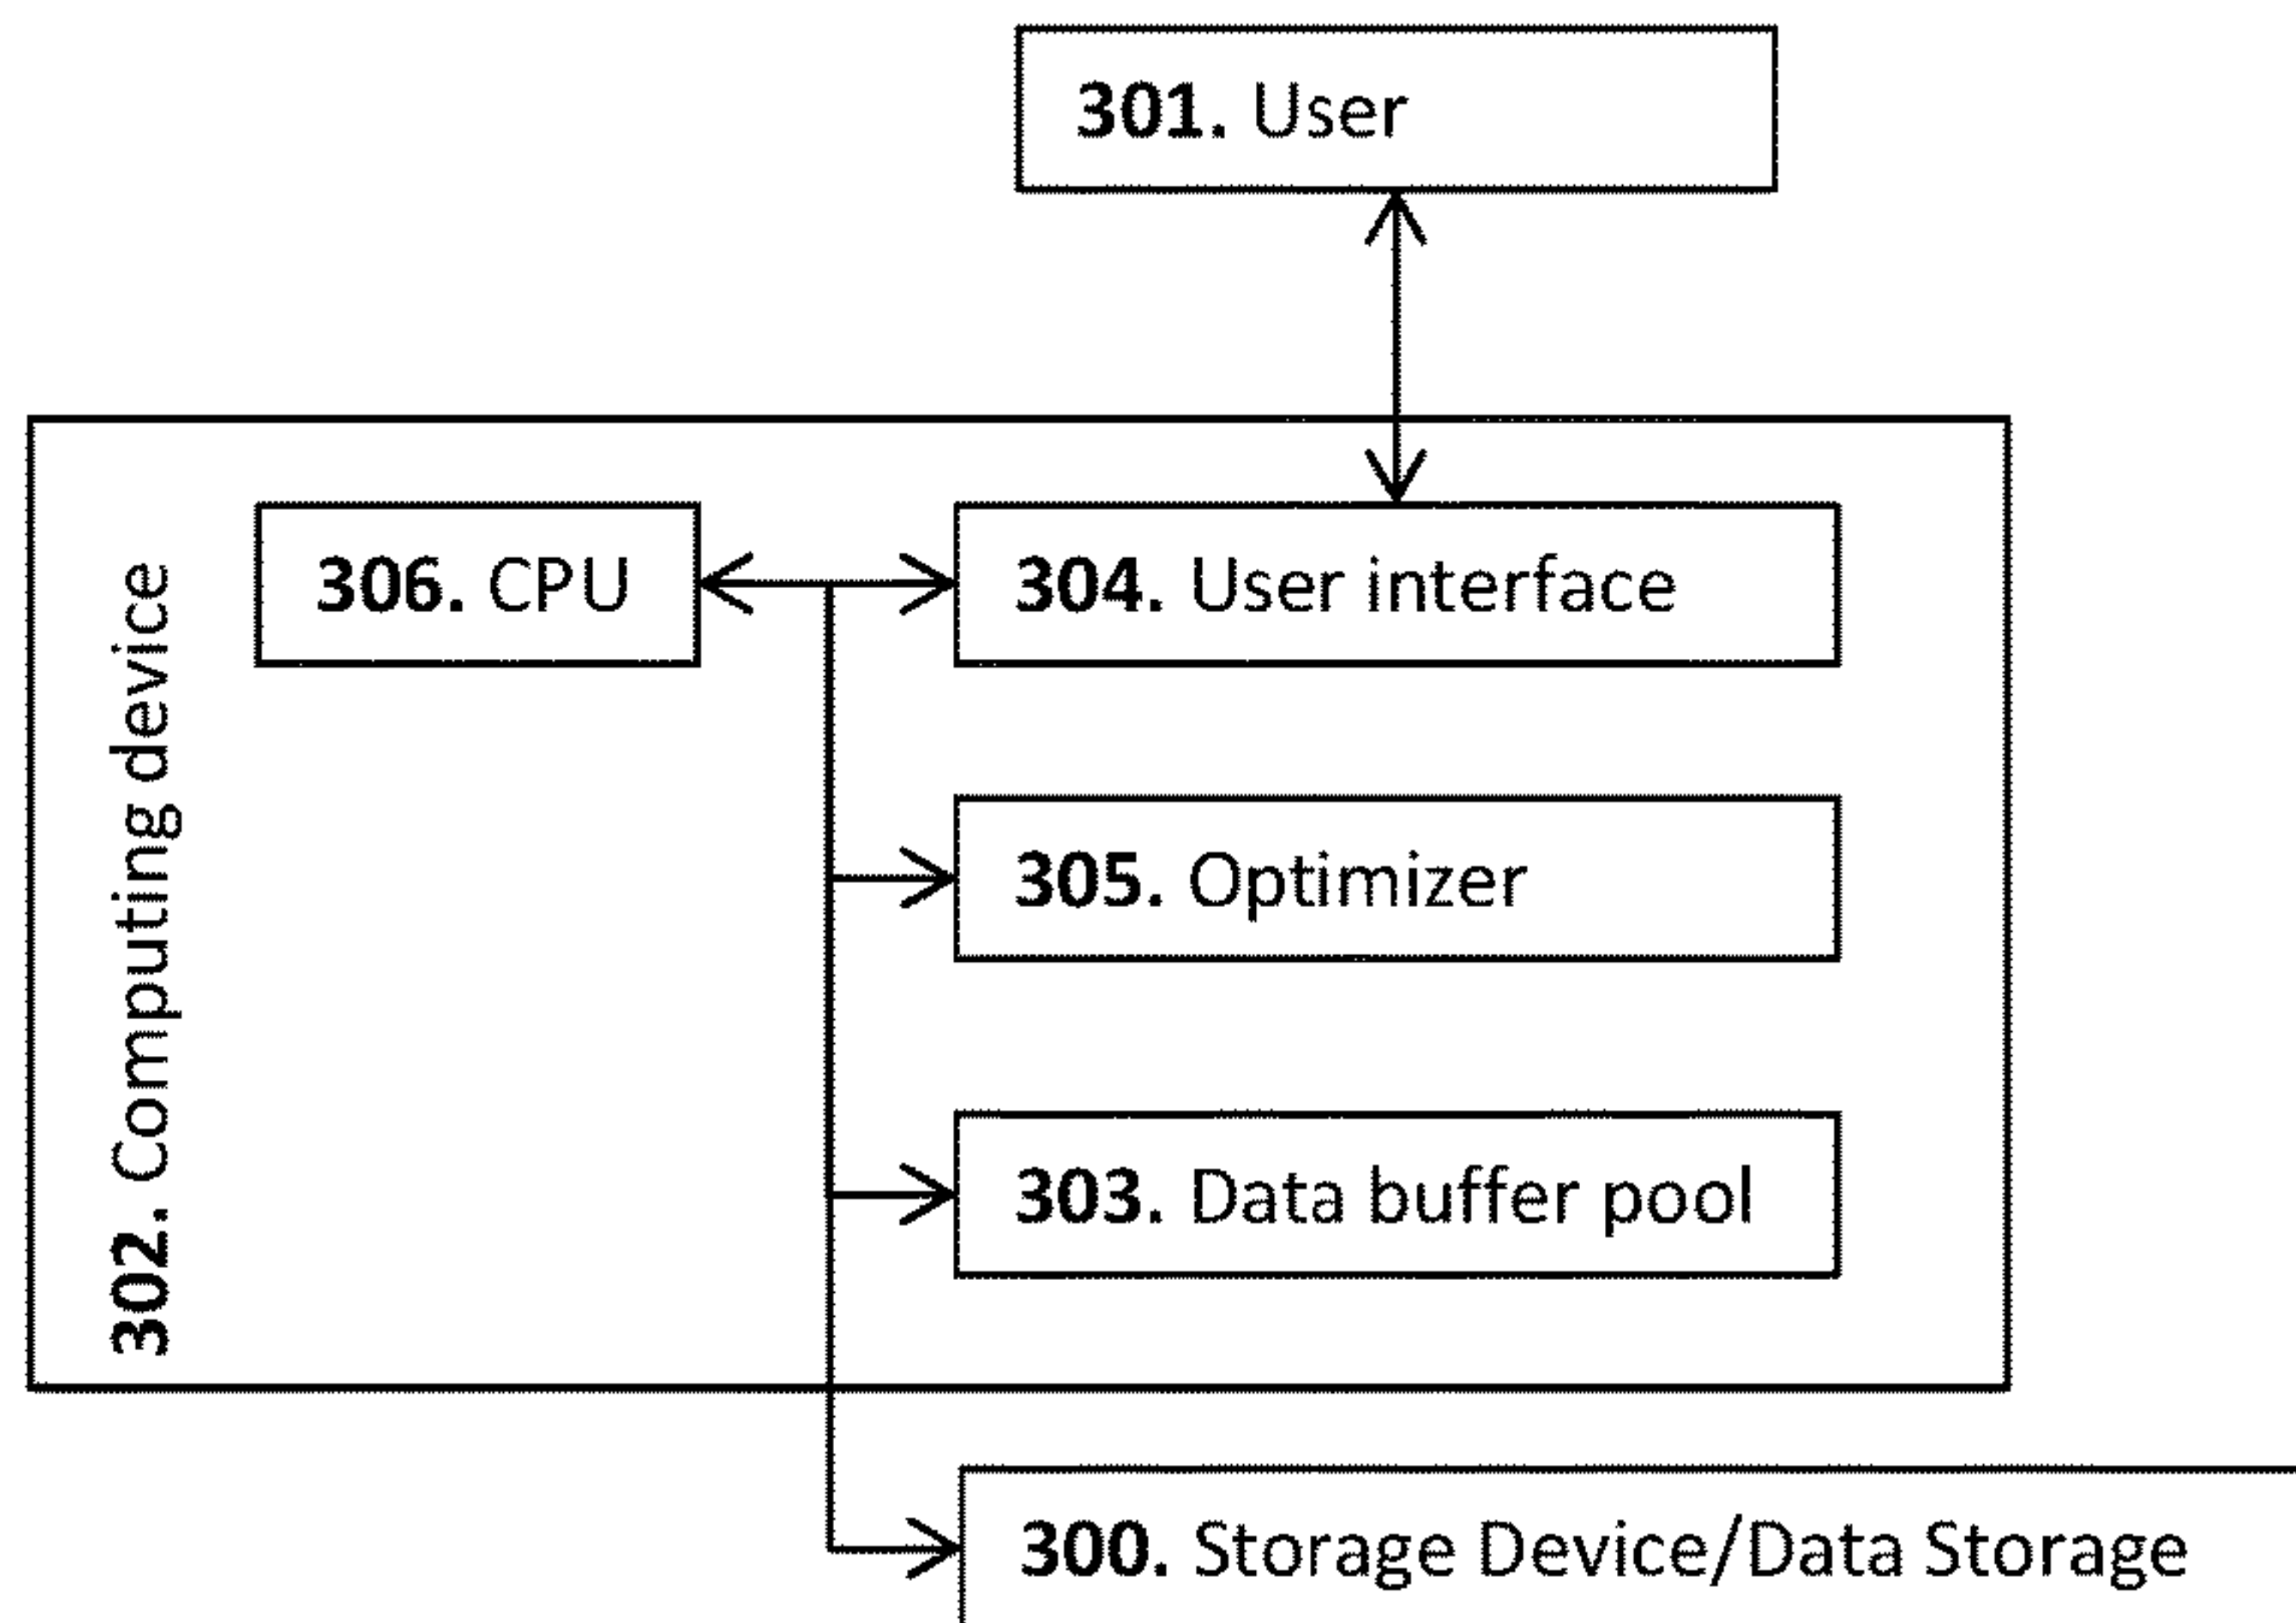 301. User
302. Computing device
306. CPU
304. User interface
305. Optimizer
303. Data buffer pool
300. Storage Device/Data Storage